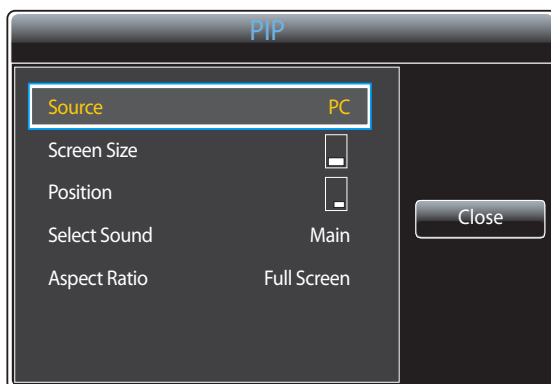 PIP
Source PC
Screen Size
Position
Select Sound Main
Aspect Ratio Full Screen
Close